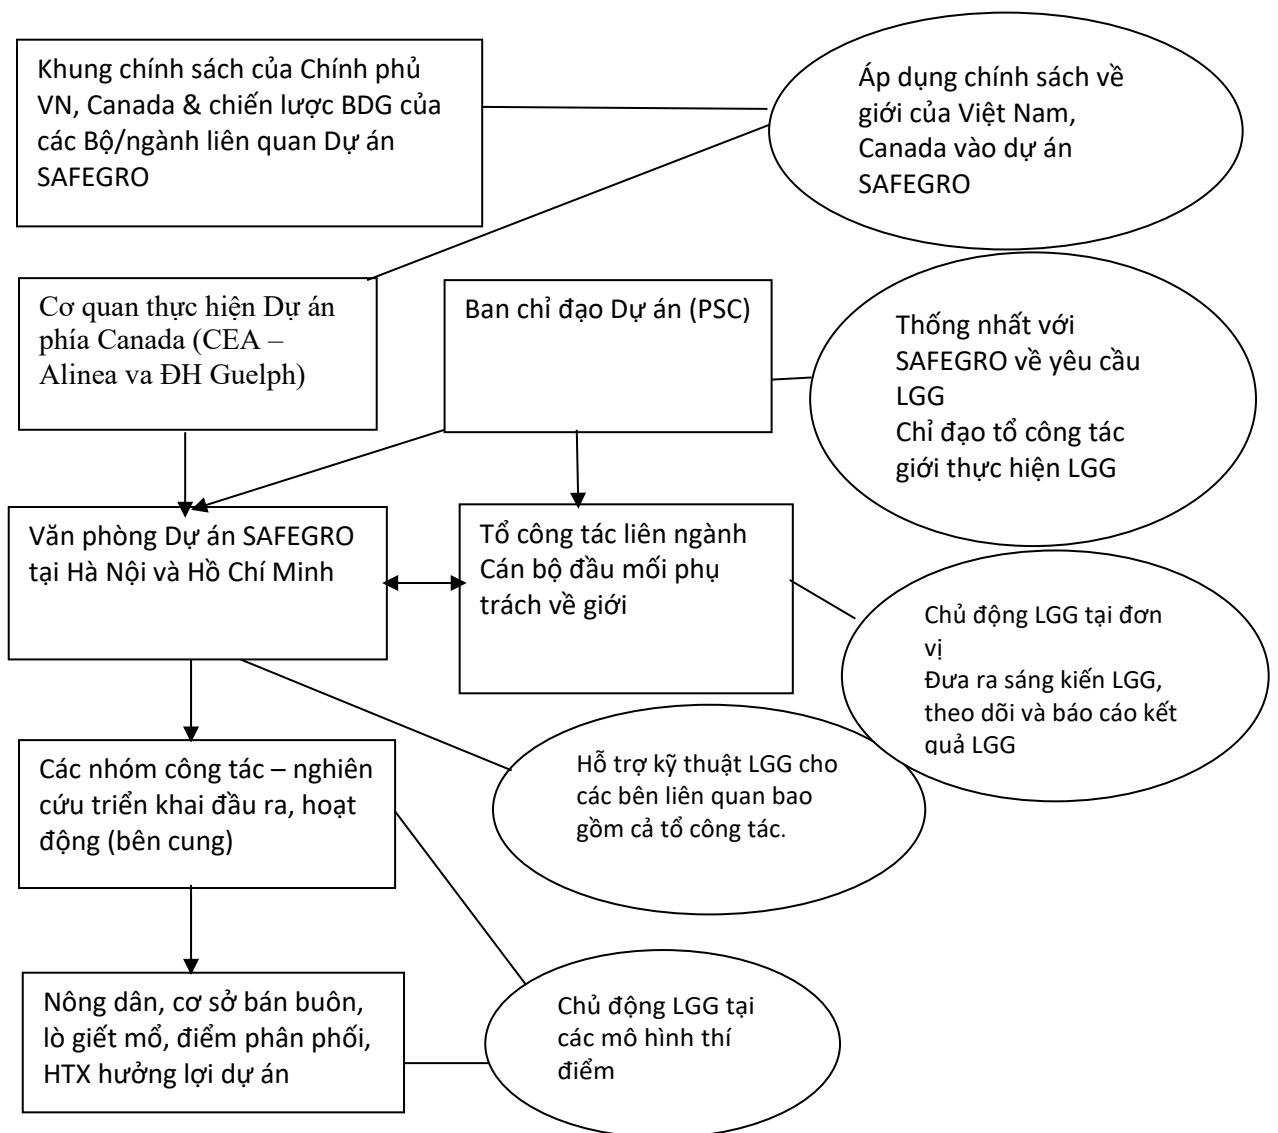 Khung chính sách của Chính phủ
VN, Canada & chiến lược BDG của
các Bộ/ngành liên quan Dự án
SAFEGRO
Áp dụng chính sách về
giới của Việt Nam,
Canada vào dự án
SAFEGRO
Cơ quan thực hiện Dự án
phía Canada (CEA –
Alinea va ĐH Guelph)
Ban chỉ đạo Dự án (PSC)
Thống nhất với
SAFEGRO về yêu cầu
LGG
Chỉ đạo tổ công tác
giới thực hiện LGG
Văn phòng Dự án SAFEGRO
tại Hà Nội và Hồ Chí Minh
Tổ công tác liên ngành
Cán bộ đầu mối phụ
trách về giới
Chủ động LGG tại đơn
vị
Đưa ra sáng kiến LGG,
theo dõi và báo cáo kết
quả LGG
Các nhóm công tác – nghiên
cứu triển khai đầu ra, hoạt
động (bên cung)
Hỗ trợ kỹ thuật LGG cho
các bên liên quan bao
gồm cả tổ công tác.
Nông dân, cơ sở bán buôn,
lò giết mổ, điểm phân phối,
HTX hưởng lợi dự án
Chủ động LGG tại
các mô hình thí
điểm